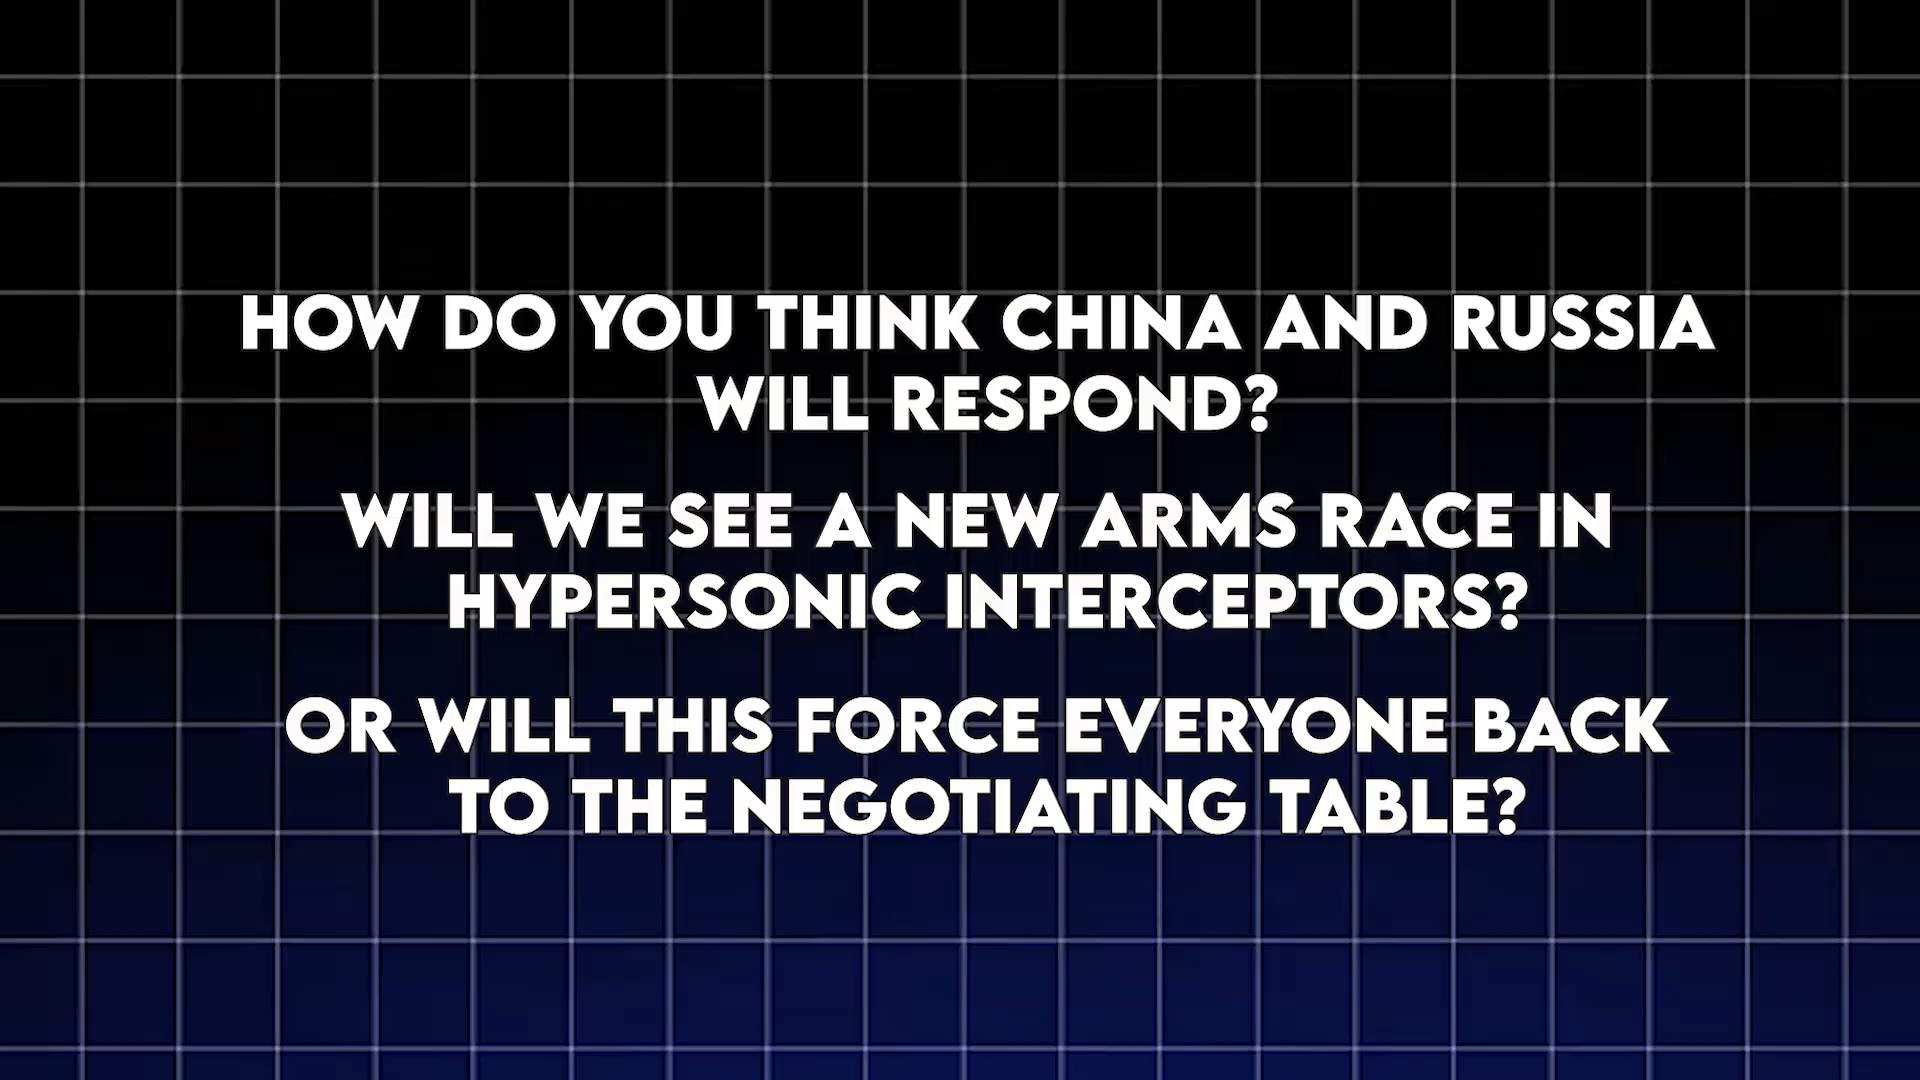 HOW DO YOU THINK CHINA AND RUSSIA
WILL RESPOND?
WILL WE SEE A NEW ARMS RACE IN
HYPERSONIC INTERCEPTORS?
OR WILL THIS FORCE EVERYONE BACK
TO THE NEGOTIATING TABLE?